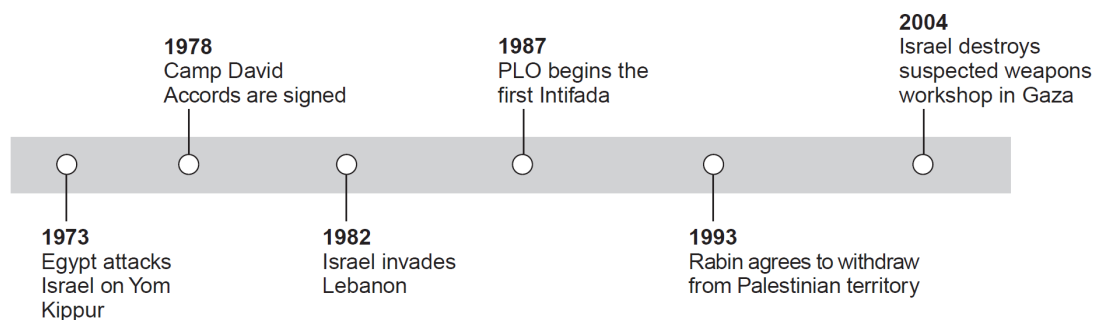 1973
Egypt attacks
Israel on Yom
Kippur
1978
Camp David
Accords are signed
1982
Israel invades
Lebanon
1987
PLO begins the
first Intifada
1993
Rabin agrees to withdraw
from Palestinian territory
2004
Israel destroys
suspected weapons
workshop in Gaza